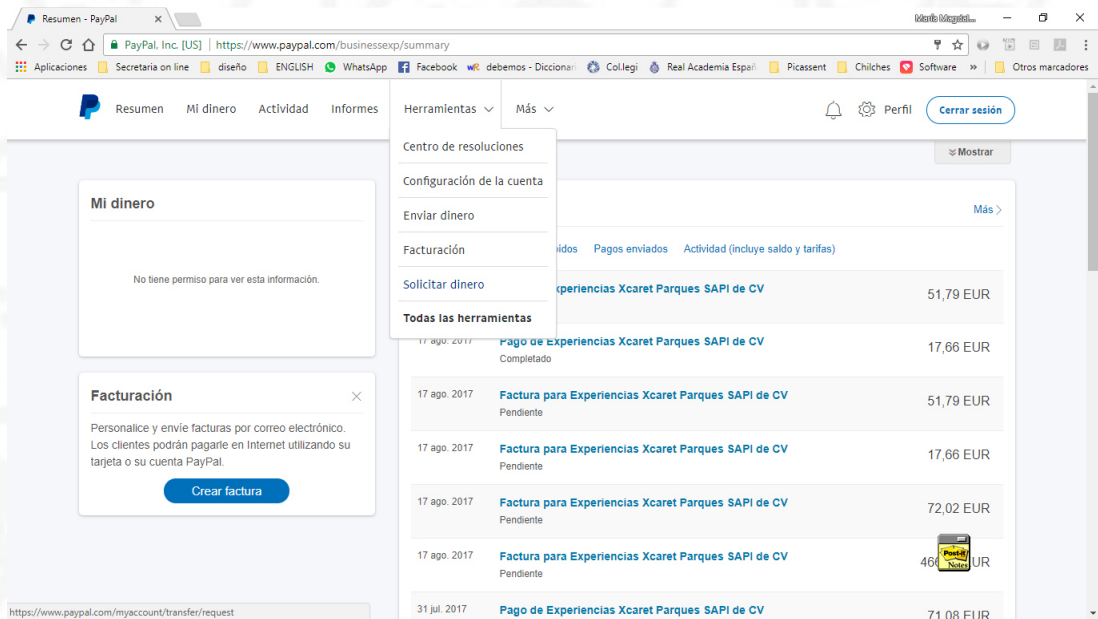 Resumen - PayPal
María Magdal...
PayPal, Inc. [US] | https://www.paypal.com/businessexp/summary
Aplicaciones Secretaria on line diseño ENGLISH WhatsApp Facebook debemos - Diccionari Col.legi Real Academia Españ Picassent Chilches Software » Otros marcadores
Resumen Mi dinero Actividad Informes Herramientas Más Perfil Cerrar sesión
Centro de resoluciones
Configuración de la cuenta
Enviar dinero
Facturación
Solicitar dinero
Todas las herramientas
Mostrar
Mi dinero
No tiene permiso para ver esta información.
Facturación
Personalice y envíe facturas por correo electrónico.
Los clientes podrán pagarle en Internet utilizando su
tarjeta o su cuenta PayPal.
Crear factura
Más
Pagos enviados Actividad (incluye saldo y tarifas)
xperiencias Xcaret Parques SAPI de CV 51,79 EUR
17 ago. 2017 Pago de Experiencias Xcaret Parques SAPI de CV 17,66 EUR
Completado
17 ago. 2017 Factura para Experiencias Xcaret Parques SAPI de CV 51,79 EUR
Pendiente
17 ago. 2017 Factura para Experiencias Xcaret Parques SAPI de CV 17,66 EUR
Pendiente
17 ago. 2017 Factura para Experiencias Xcaret Parques SAPI de CV 72,02 EUR
Pendiente
17 ago. 2017 Factura para Experiencias Xcaret Parques SAPI de CV
Pendiente
Post-it
Notes
31 jul. 2017 Pago de Experiencias Xcaret Parques SAPI de CV 71,08 EUR
https://www.paypal.com/myaccount/transfer/request